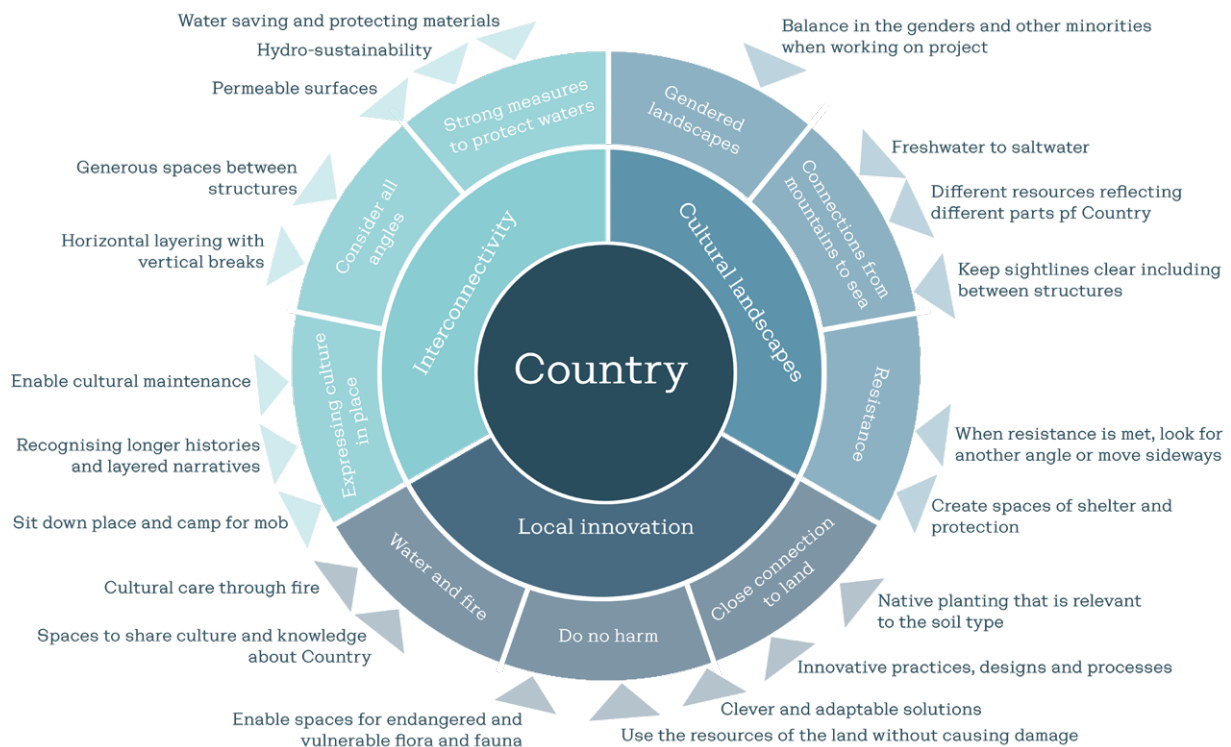 Country
Cultural landscapes
Gendered
landscapes
Balance in the genders and other minorities
when working on project
Connections from
mountains to sea
Freshwater to saltwater
Different resources reflecting
different parts pf Country
Keep sightlines clear including
between structures
Resistance
When resistance is met, look for
another angle or move sideways
Create spaces of shelter and
protection
Local innovation
Close connection
to land
Native planting that is relevant
to the soil type
Innovative practices, designs and processes
Do no harm
Clever and adaptable solutions
Use the resources of the land without causing damage
Enable spaces for endangered and
vulnerable flora and fauna
Water and fire
Spaces to share culture and knowledge
about Country
Cultural care through fire
Interconnectivity
Expressing culture
in place
Sit down place and camp for mob
Recognising longer histories
and layered narratives
Enable cultural maintenance
Consider all
angles
Horizontal layering with
vertical breaks
Generous spaces between
structures
Strong measures
to protect waters
Permeable surfaces
Hydro-sustainability
Water saving and protecting materials